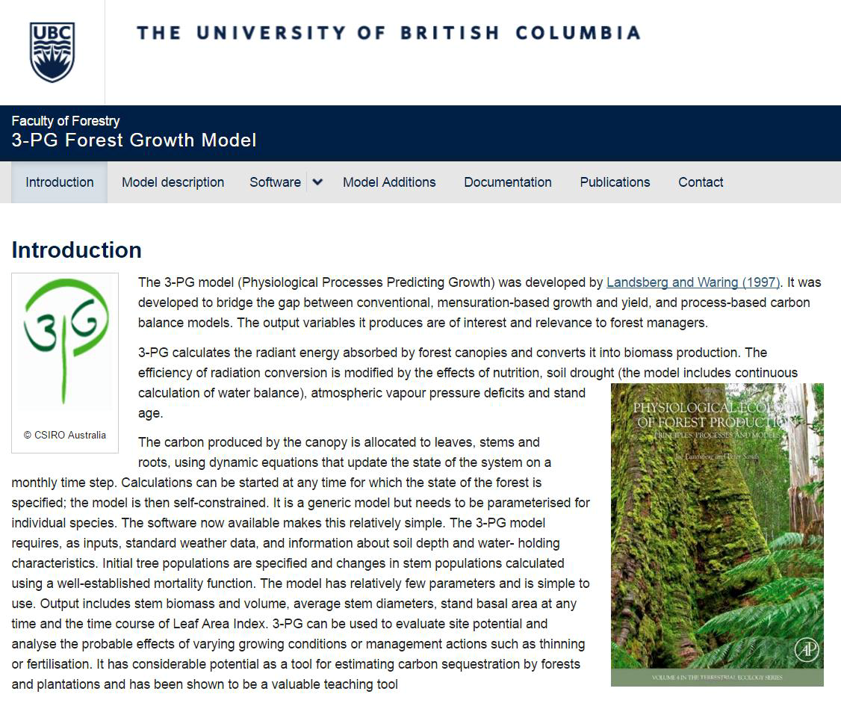 UBC
THE UNIVERSITY OF BRITISH COLUMBIA
Faculty of Forestry
3-PG Forest Growth Model
Introduction
Model description
Software
Model Additions
Documentation
Publications
Contact
Introduction
3PG
© CSIRO Australia
The 3-PG model (Physiological Processes Predicting Growth) was developed by Landsberg and Waring (1997). It was
developed to bridge the gap between conventional, mensuration-based growth and yield, and process-based carbon
balance models. The output variables it produces are of interest and relevance to forest managers.
3-PG calculates the radiant energy absorbed by forest canopies and converts it into biomass production. The
efficiency of radiation conversion is modified by the effects of nutrition, soil drought (the model includes continuous
calculation of water balance), atmospheric vapour pressure deficits and stand
age.
The carbon produced by the canopy is allocated to leaves, stems and
roots, using dynamic equations that update the state of the system on a
monthly time step. Calculations can be started at any time for which the state of the forest is
specified; the model is then self-constrained. It is a generic model but needs to be parameterised for
individual species. The software now available makes this relatively simple. The 3-PG model
requires, as inputs, standard weather data, and information about soil depth and water- holding
characteristics. Initial tree populations are specified and changes in stem populations calculated
using a well-established mortality function. The model has relatively few parameters and is simple to
use. Output includes stem biomass and volume, average stem diameters, stand basal area at any
time and the time course of Leaf Area Index. 3-PG can be used to evaluate site potential and
analyse the probable effects of varying growing conditions or management actions such as thinning
or fertilisation. It has considerable potential as a tool for estimating carbon sequestration by forests
and plantations and has been shown to be a valuable teaching tool
PHYSIOLOGICAL ECOLOGY
OF FOREST PRODUCTION
PRINCIPLES, PROCESSES AND MODELS
Joe Landsberg and Peter Sands
AP
VOLUME 4 IN THE TERRESTRIAL ECOLOGY SERIES